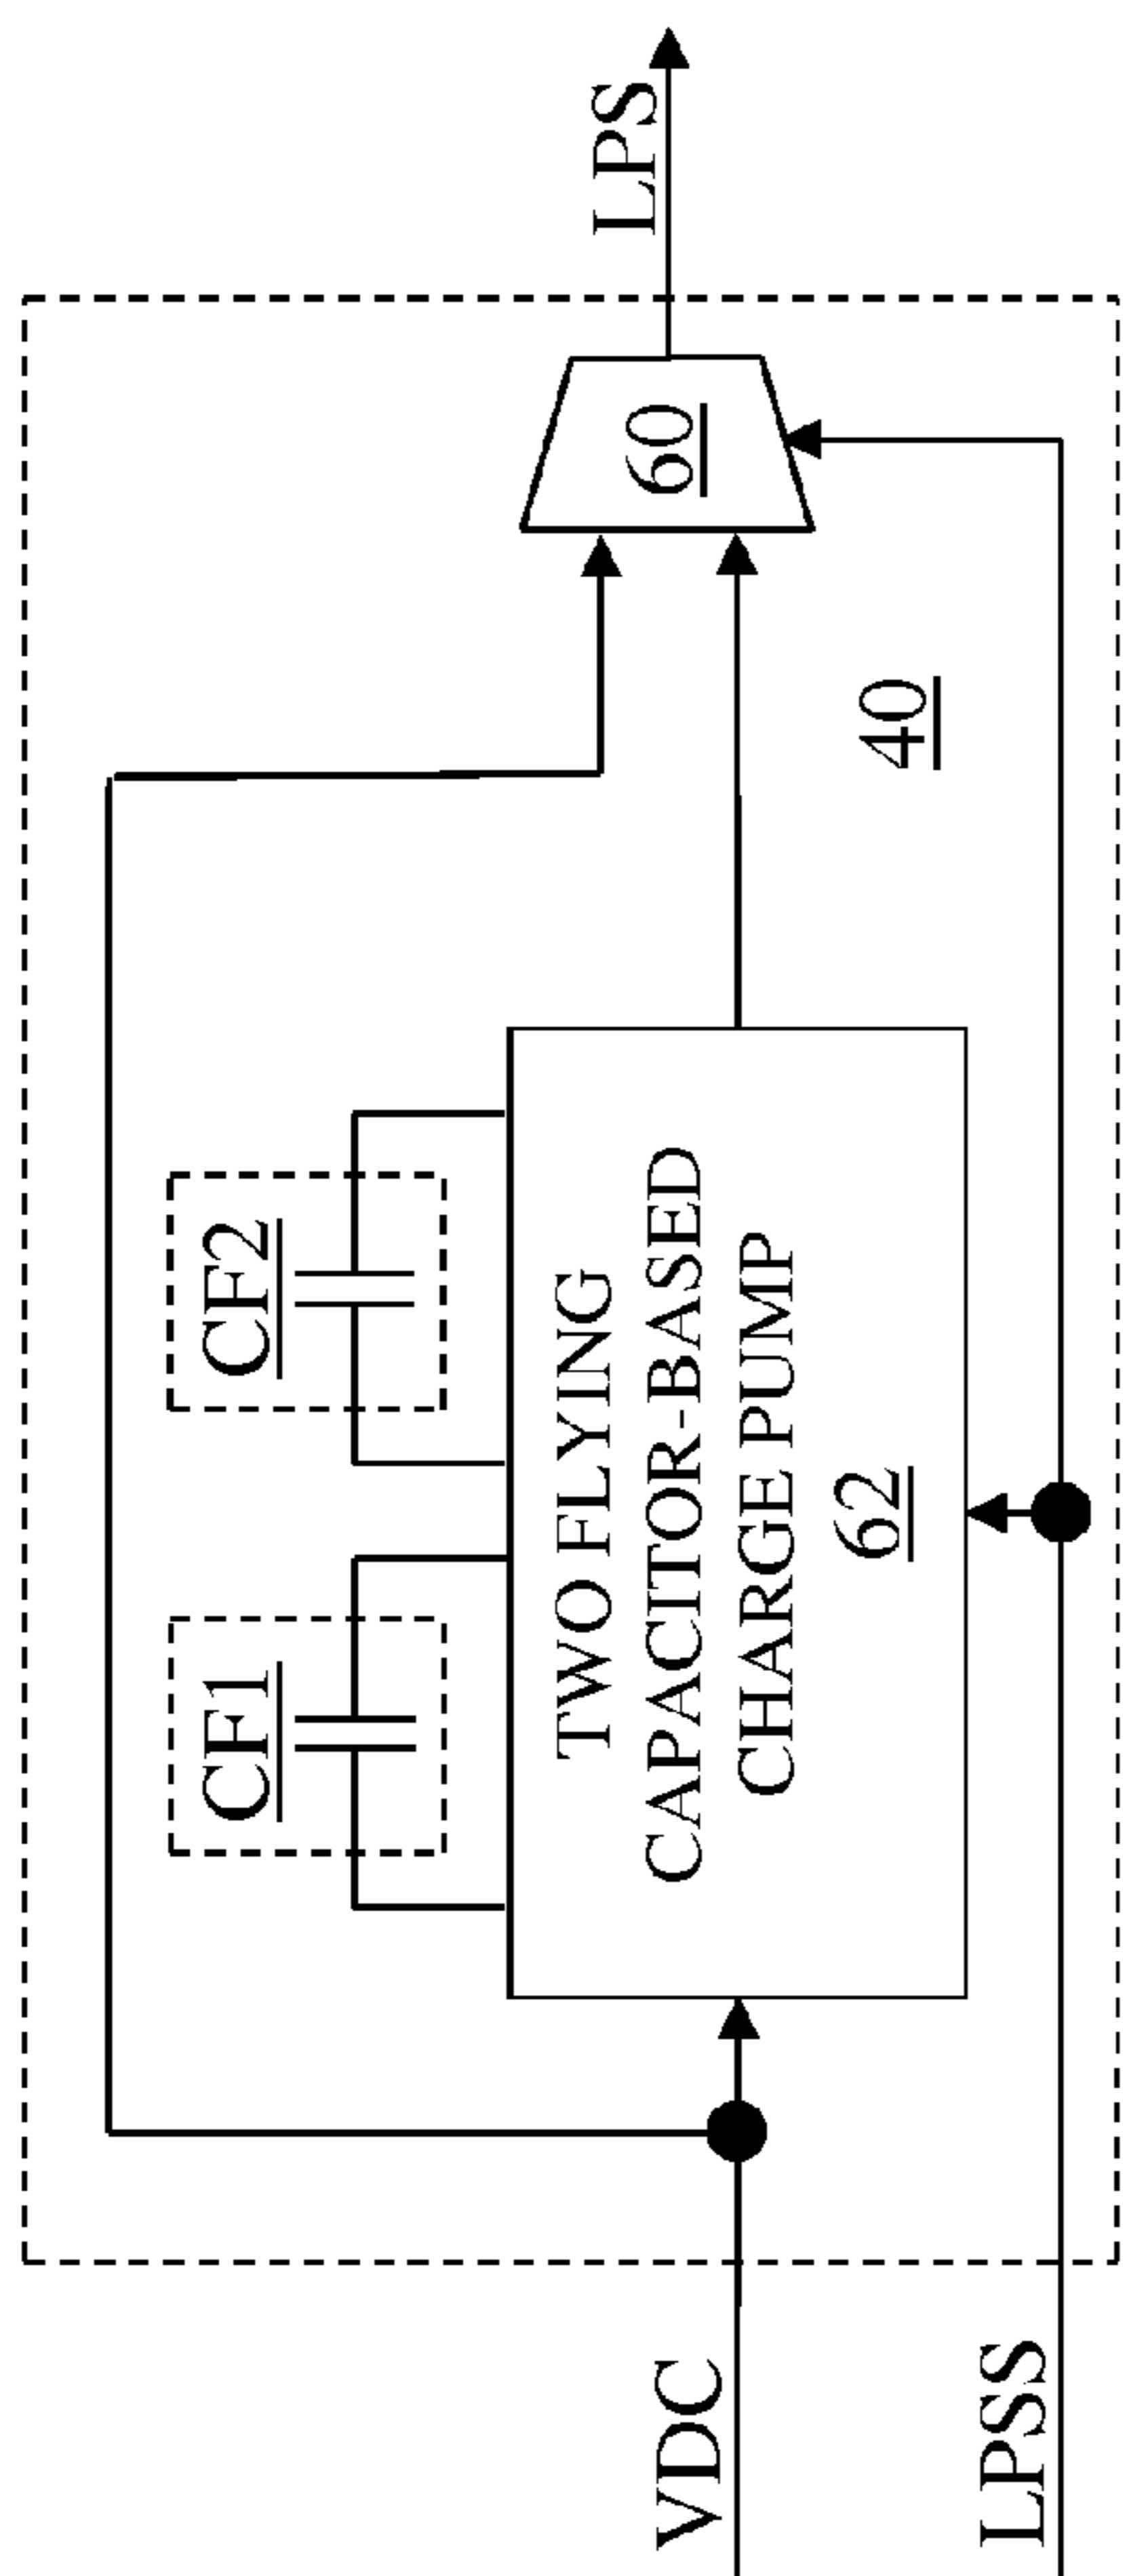 CF1
CF2
TWO FLYING
CAPACITOR-BASED
CHARGE PUMP
62
60
LPS
40
VDC
LPSS